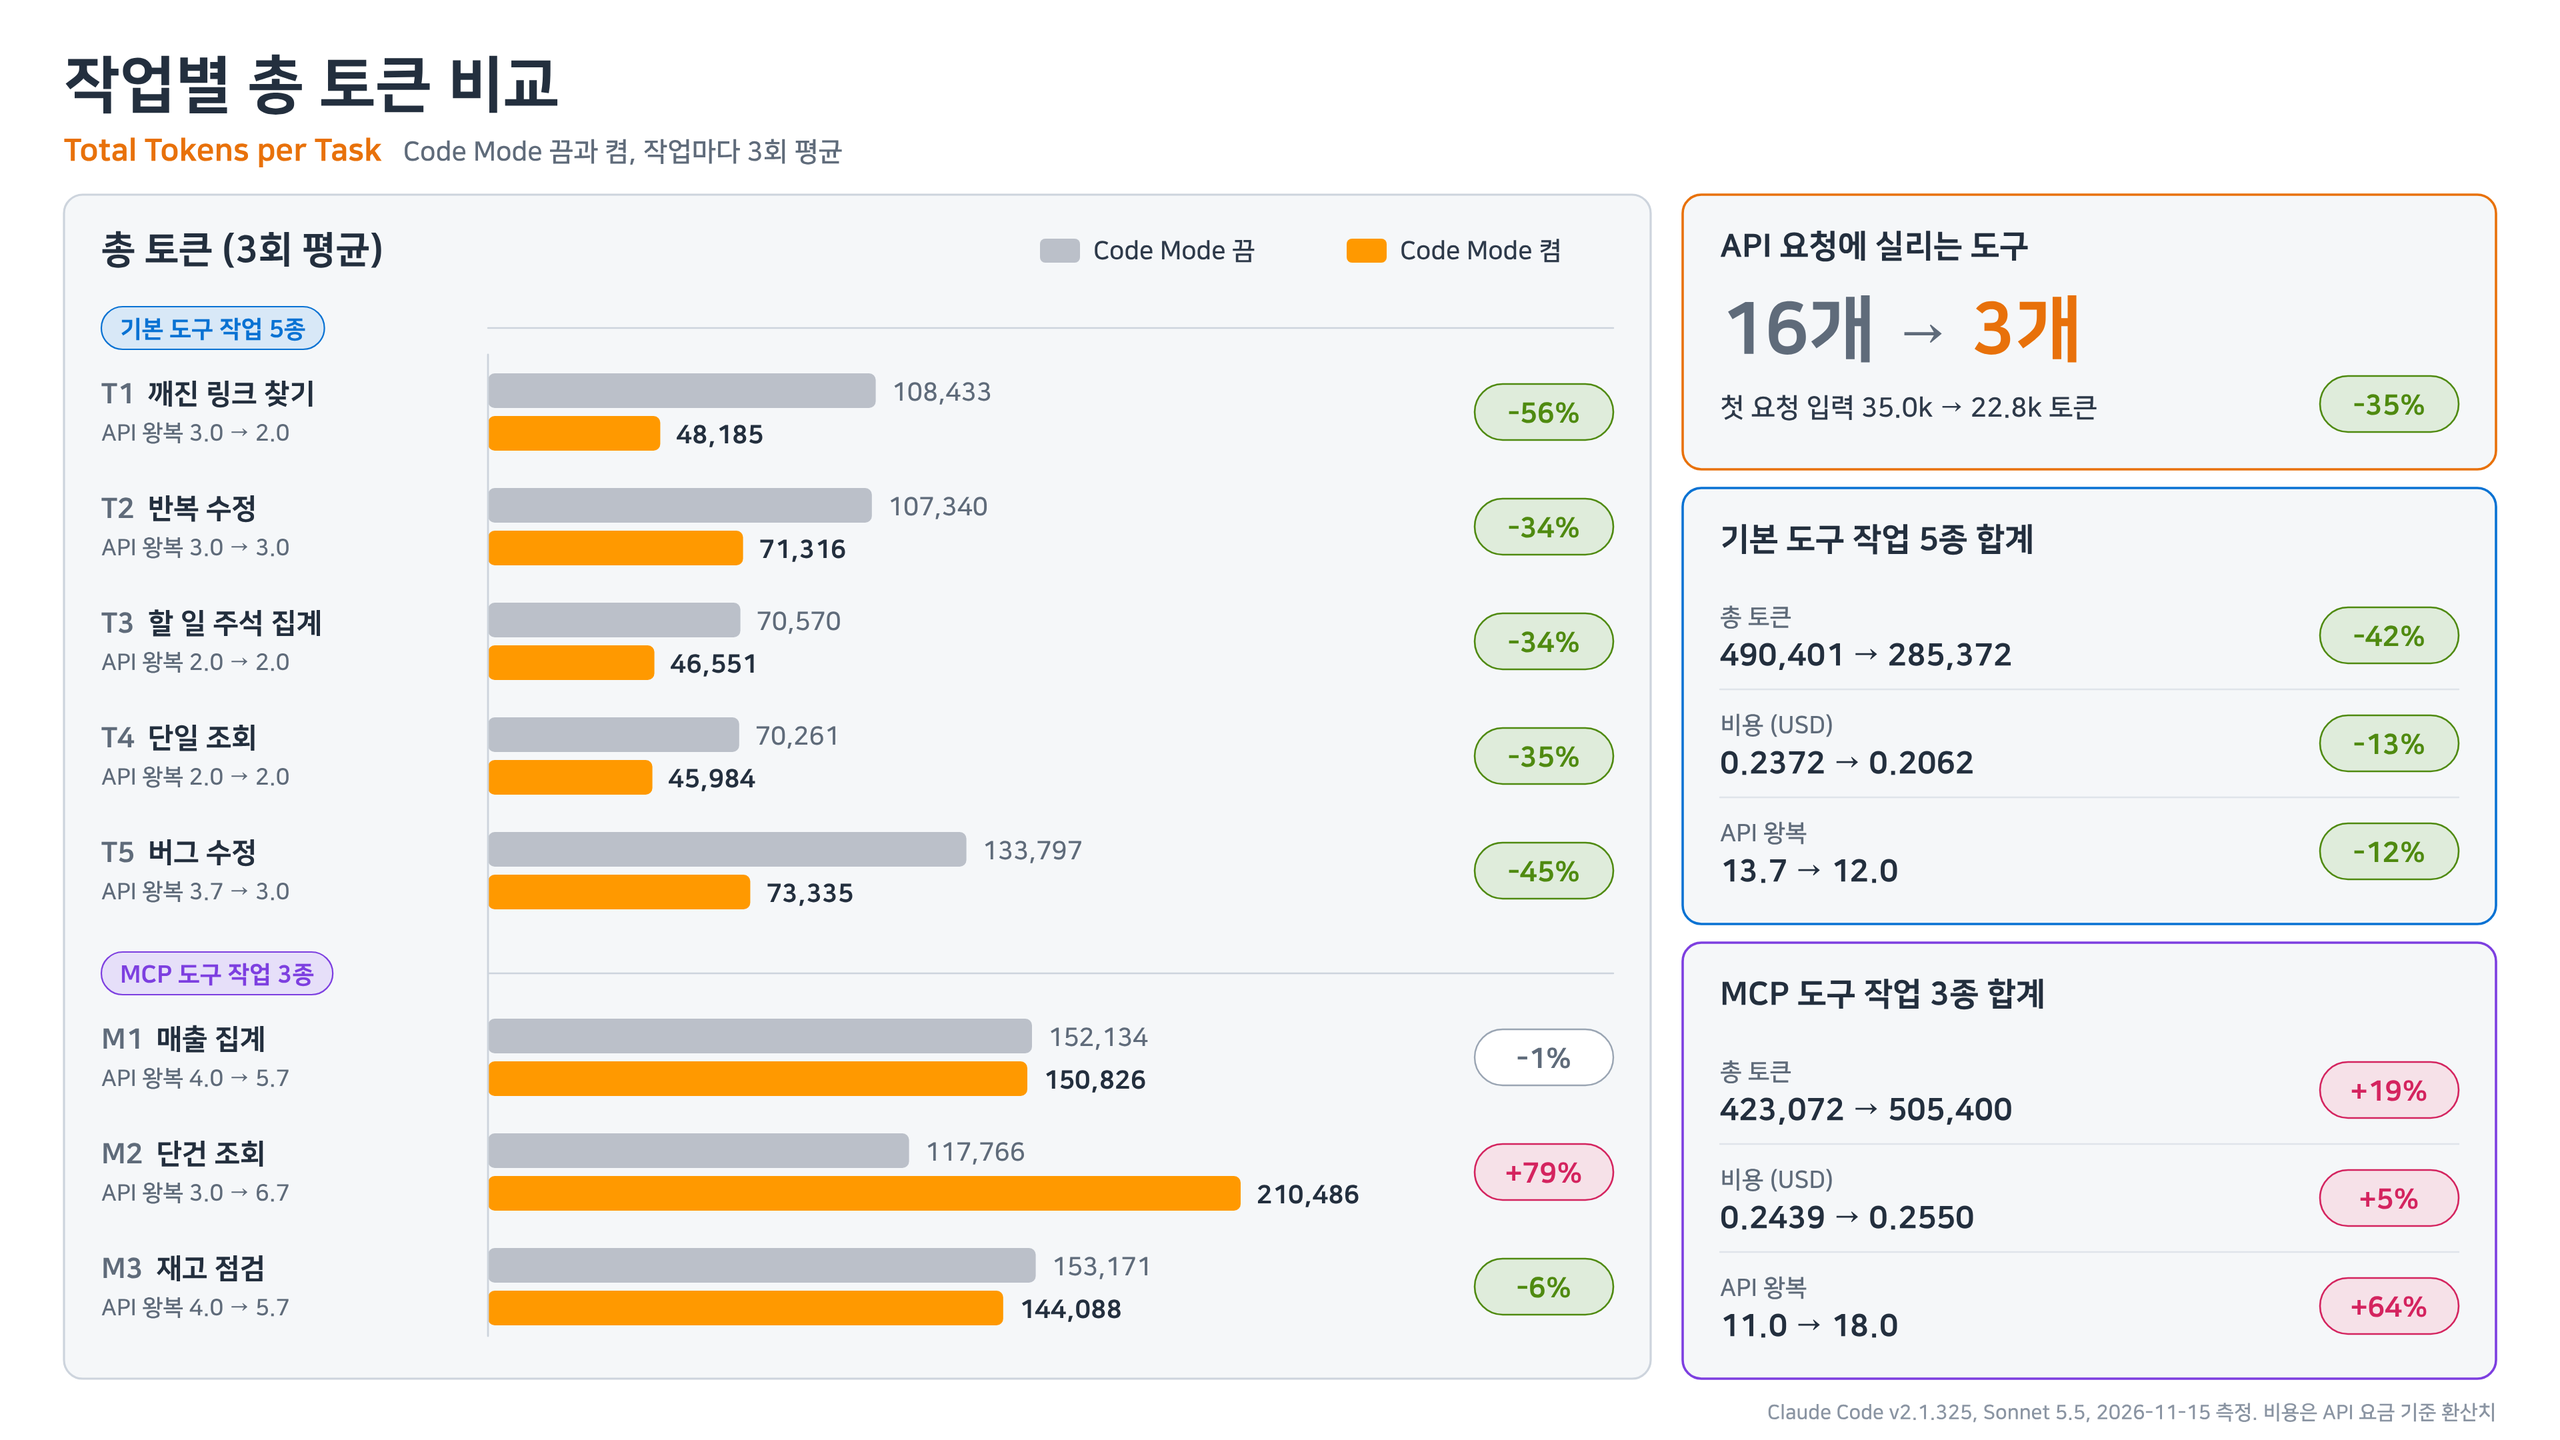 작업별 총 토큰 비교
Total Tokens per Task Code Mode 끔과 켬, 작업마다 3회 평균
총 토큰 (3회 평균)
Code Mode 끔
Code Mode 켬
기본 도구 작업 5종
T1 깨진 링크 찾기
API 왕복 3.0 → 2.0
108,433
48,185
-56%
T2 반복 수정
API 왕복 3.0 → 3.0
107,340
71,316
-34%
T3 할 일 주석 집계
API 왕복 2.0 → 2.0
70,570
46,551
-34%
T4 단일 조회
API 왕복 2.0 → 2.0
70,261
45,984
-35%
T5 버그 수정
API 왕복 3.7 → 3.0
133,797
73,335
-45%
MCP 도구 작업 3종
M1 매출 집계
API 왕복 4.0 → 5.7
152,134
150,826
-1%
M2 단건 조회
API 왕복 3.0 → 6.7
117,766
210,486
+79%
M3 재고 점검
API 왕복 4.0 → 5.7
153,171
144,088
-6%
API 요청에 실리는 도구
16개 → 3개
첫 요청 입력 35.0k → 22.8k 토큰
-35%
기본 도구 작업 5종 합계
총 토큰
490,401 → 285,372
-42%
비용 (USD)
0.2372 → 0.2062
-13%
API 왕복
13.7 → 12.0
-12%
MCP 도구 작업 3종 합계
총 토큰
423,072 → 505,400
+19%
비용 (USD)
0.2439 → 0.2550
+5%
API 왕복
11.0 → 18.0
+64%
Claude Code v2.1.325, Sonnet 5.5, 2026-11-15 측정. 비용은 API 요금 기준 환산치